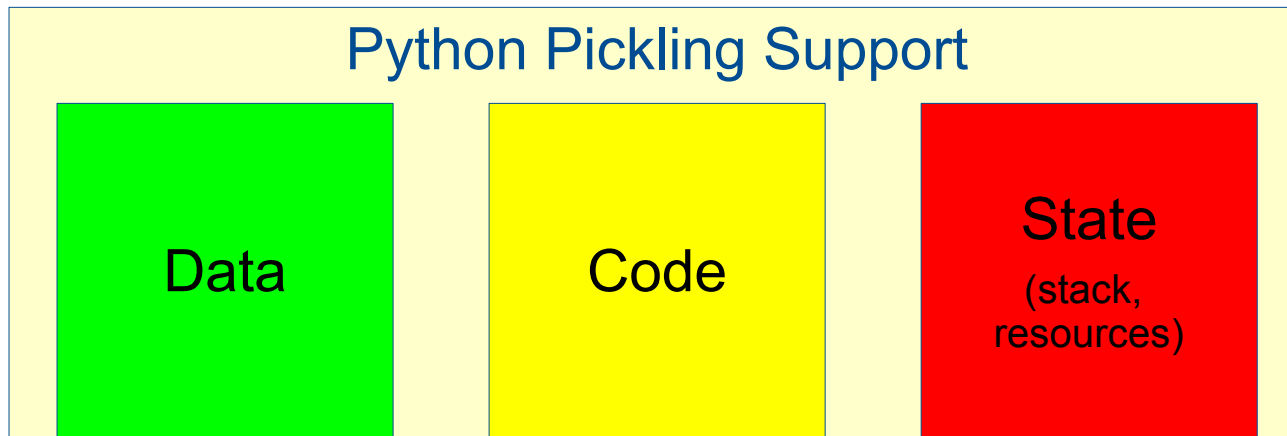 Python Pickling Support
Data
Code
State
(stack,
resources)